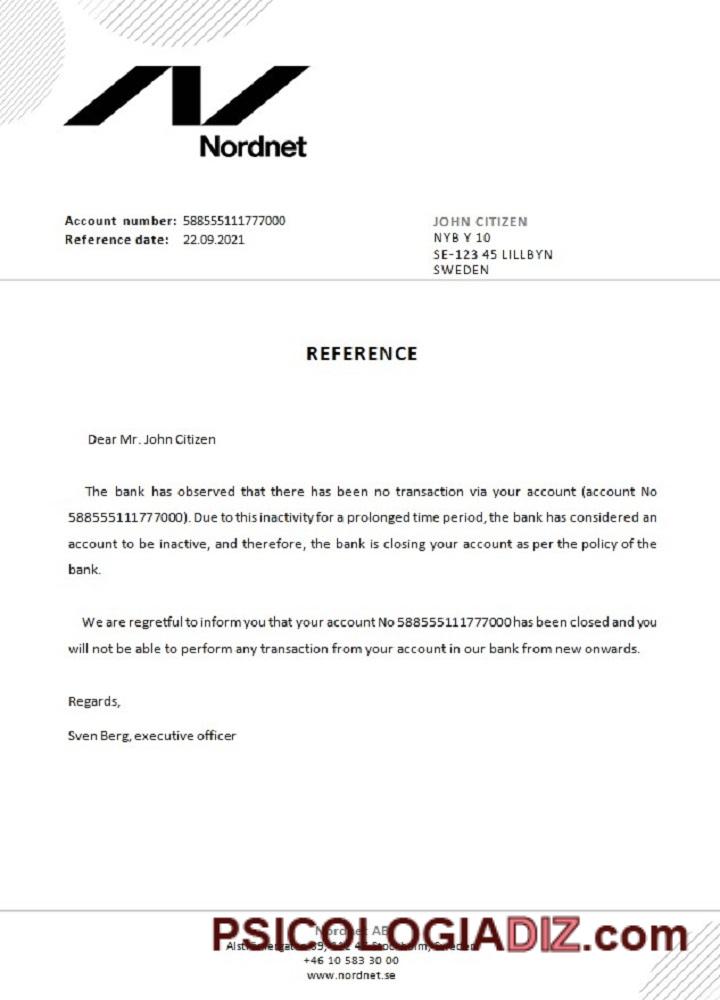 Nordnet
Account number: 588555111777000
Reference date: 22.09.2021
JOHN CITIZEN
NYB Y 10
SE-123 45 LILLBYN
SWEDEN
REFERENCE
Dear Mr. John Citizen
The bank has observed that there has been no transaction via your account (account No
588555111777000). Due to this inactivity for a prolonged time period, the bank has considered an
account to be inactive, and therefore, the bank is closing your account as per the policy of the
bank.
We are regretful to inform you that your account No 588555111777000 has been closed and you
will not be able to perform any transaction from your account in our bank from new onwards.
Regards,
Sven Berg, executive officer
Nordnet AB
Stockholm, Sweden
PSICOLOGIADIZ.com
+46 10 583 30 00
www.nordnet.se